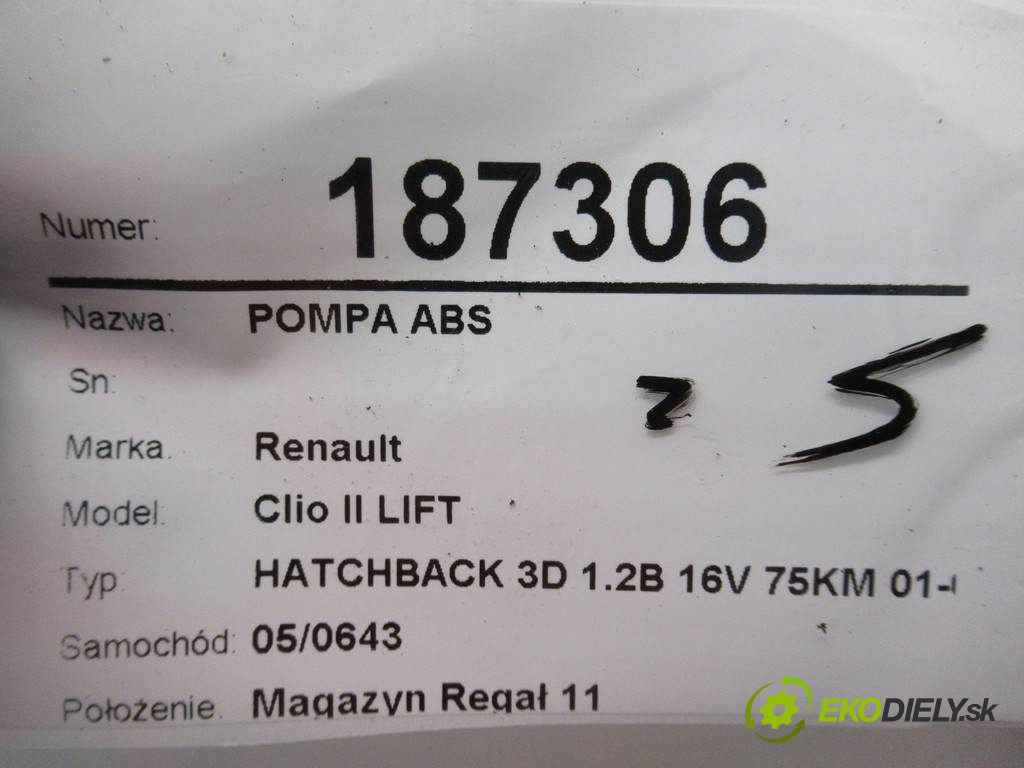 Numer: 187306
Nazwa: POMPA ABS
Sn:
Marka. Renault
Model: Clio II LIFT
Typ: HATCHBACK 3D 1.2B 16V 75KM 01-
Samochód: 05/0643
Położenie. Magazyn Regał 11
5
EKODIELY.sk